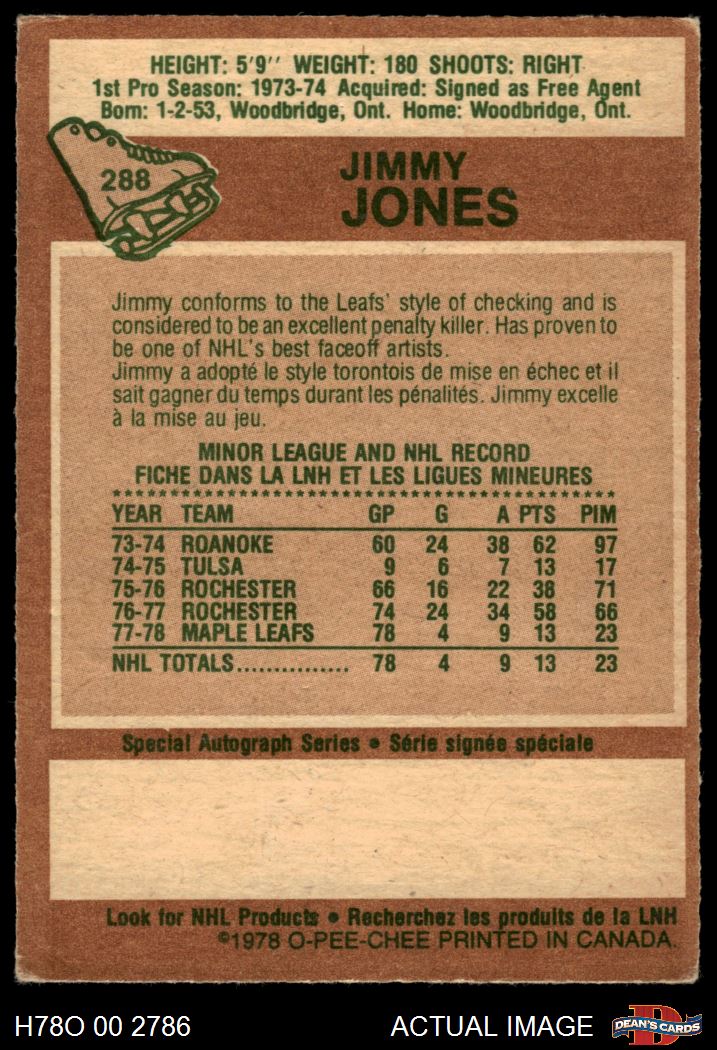 HEIGHT: 5'9'' WEIGHT: 180 SHOOTS: RIGHT
1st Pro Season: 1973-74 Acquired: Signed as Free Agent
Born: 1-2-53, Woodbridge, Ont. Home: Woodbridge, Ont.
288
JIMMY
JONES
Jimmy conforms to the Leafs' style of checking and is
considered to be an excellent penalty killer. Has proven to
be one of NHL's best faceoff artists.
Jimmy a adopté le style torontois de mise en échec et il
sait gagner du temps durant les pénalités. Jimmy excelle
à la mise au jeu.
MINOR LEAGUE AND NHL RECORD
FICHE DANS LA LNH ET LES LIGUES MINEURES
YEAR TEAM GP G A PTS PIM
73-74 ROANOKE 60 24 38 62 97
74-75 TULSA 9 6 7 13 17
75-76 ROCHESTER 66 16 22 38 71
76-77 ROCHESTER 74 24 34 58 66
77-78 MAPLE LEAFS 78 4 9 13 23
NHL TOTALS............... 78 4 9 13 23
Special Autograph Series • Série signée spéciale
Look for NHL Products • Recherchez les produits de la LNH
©1978 O-PEE-CHEE PRINTED IN CANADA.
H78O 00 2786 ACTUAL IMAGE D DEAN'S CARDS